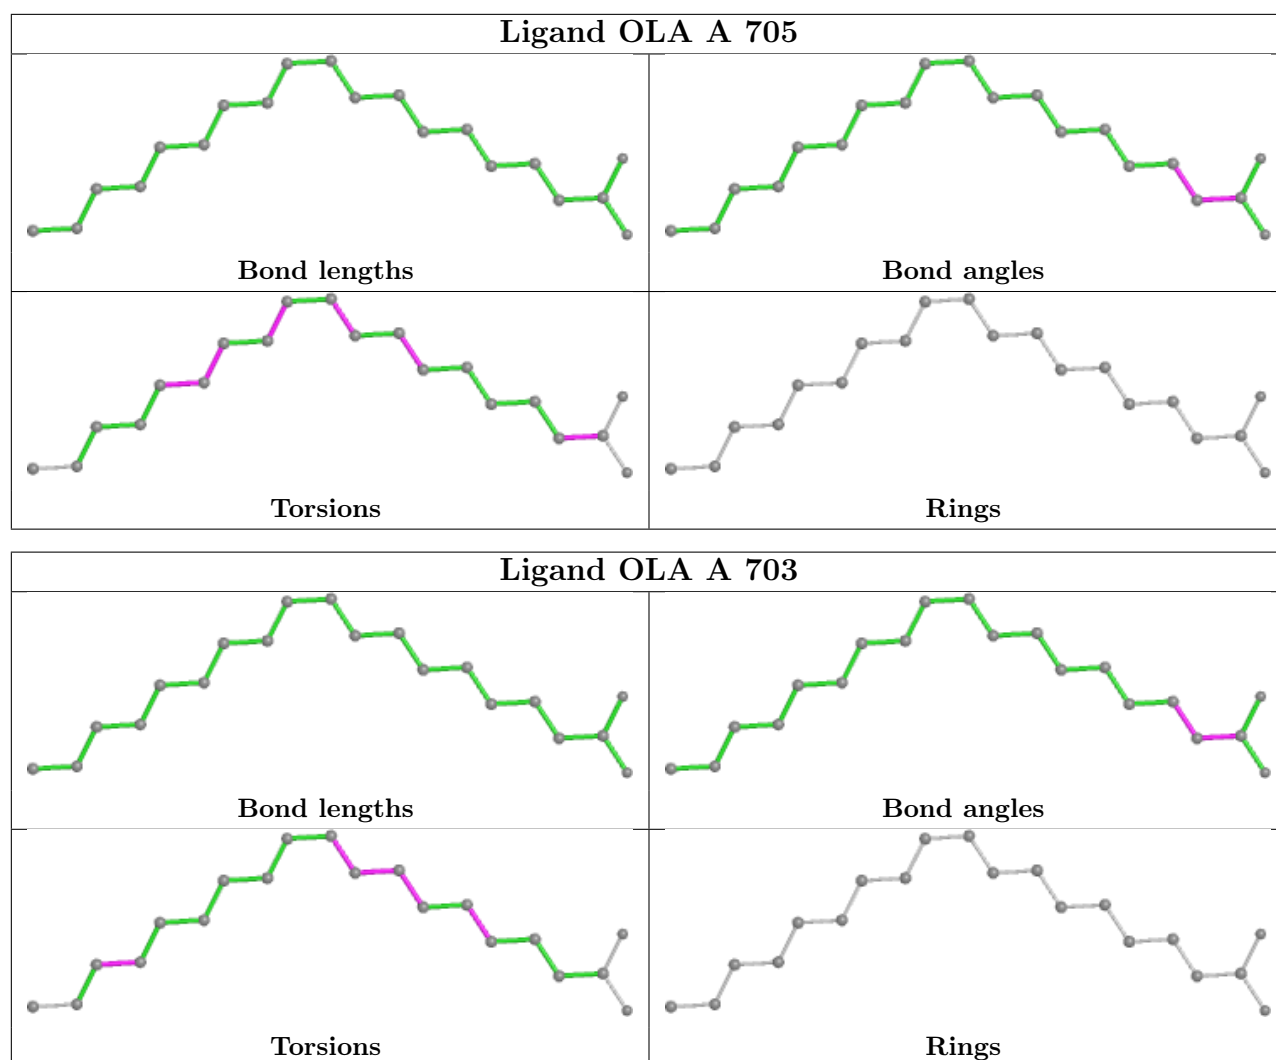 Ligand OLA A 705
Bond lengths
Bond angles
Torsions
Rings
Ligand OLA A 703
Bond lengths
Bond angles
Torsions
Rings